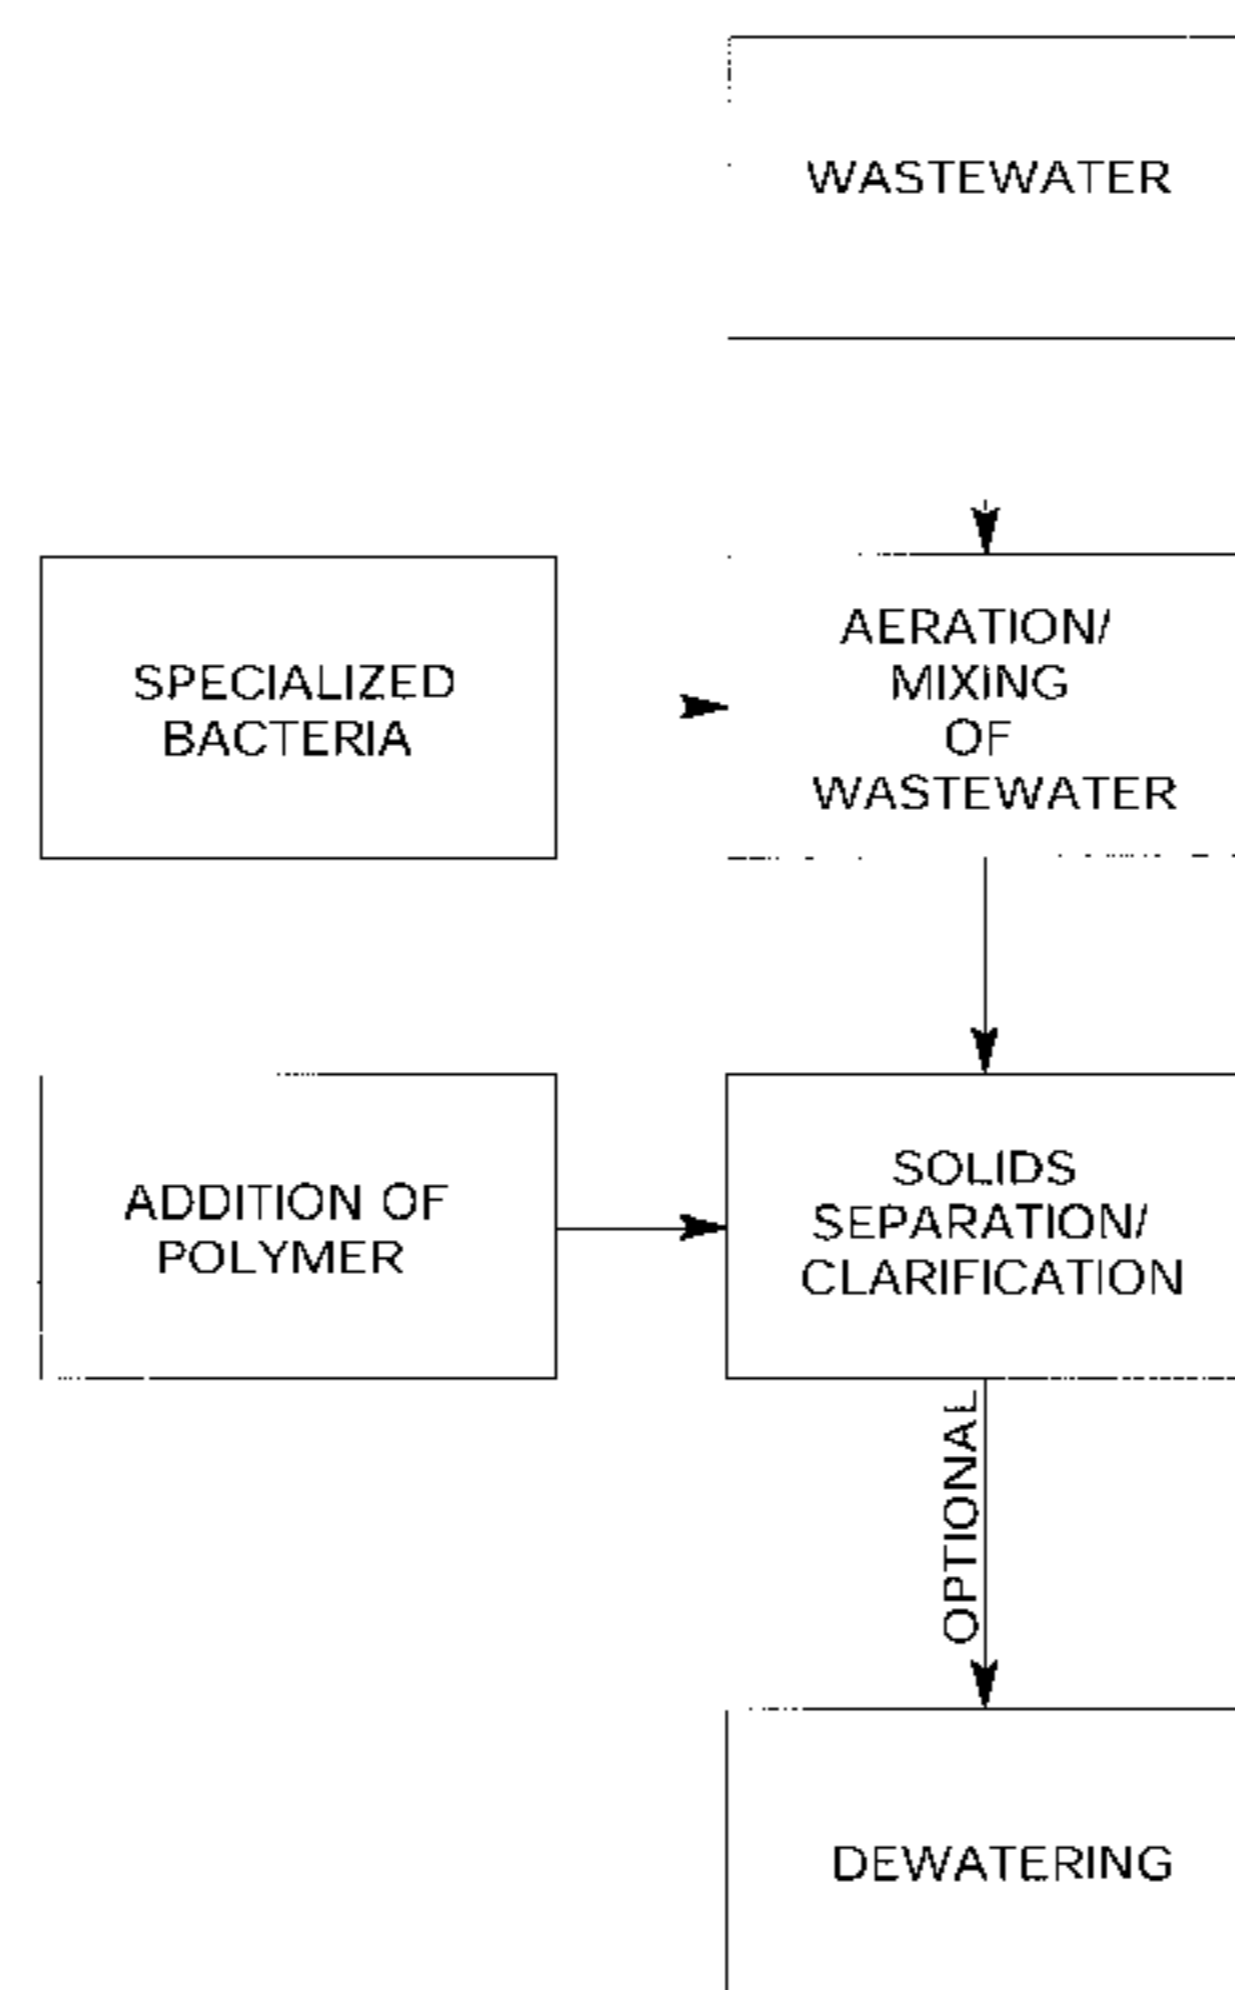 WASTEWATER
SPECIALIZED
BACTERIA
AERATION/
MIXING
OF
WASTEWATER
ADDITION OF
POLYMER
SOLIDS
SEPARATION/
CLARIFICATION
OPTIONAL
DEWATERING